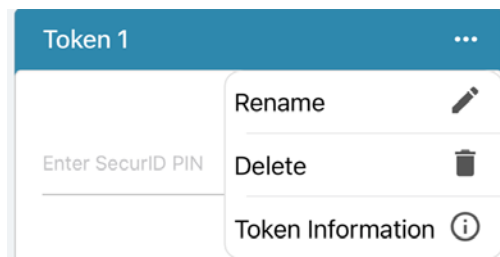 Token 1
Rename
Enter SecurID PIN
Delete
Token Information